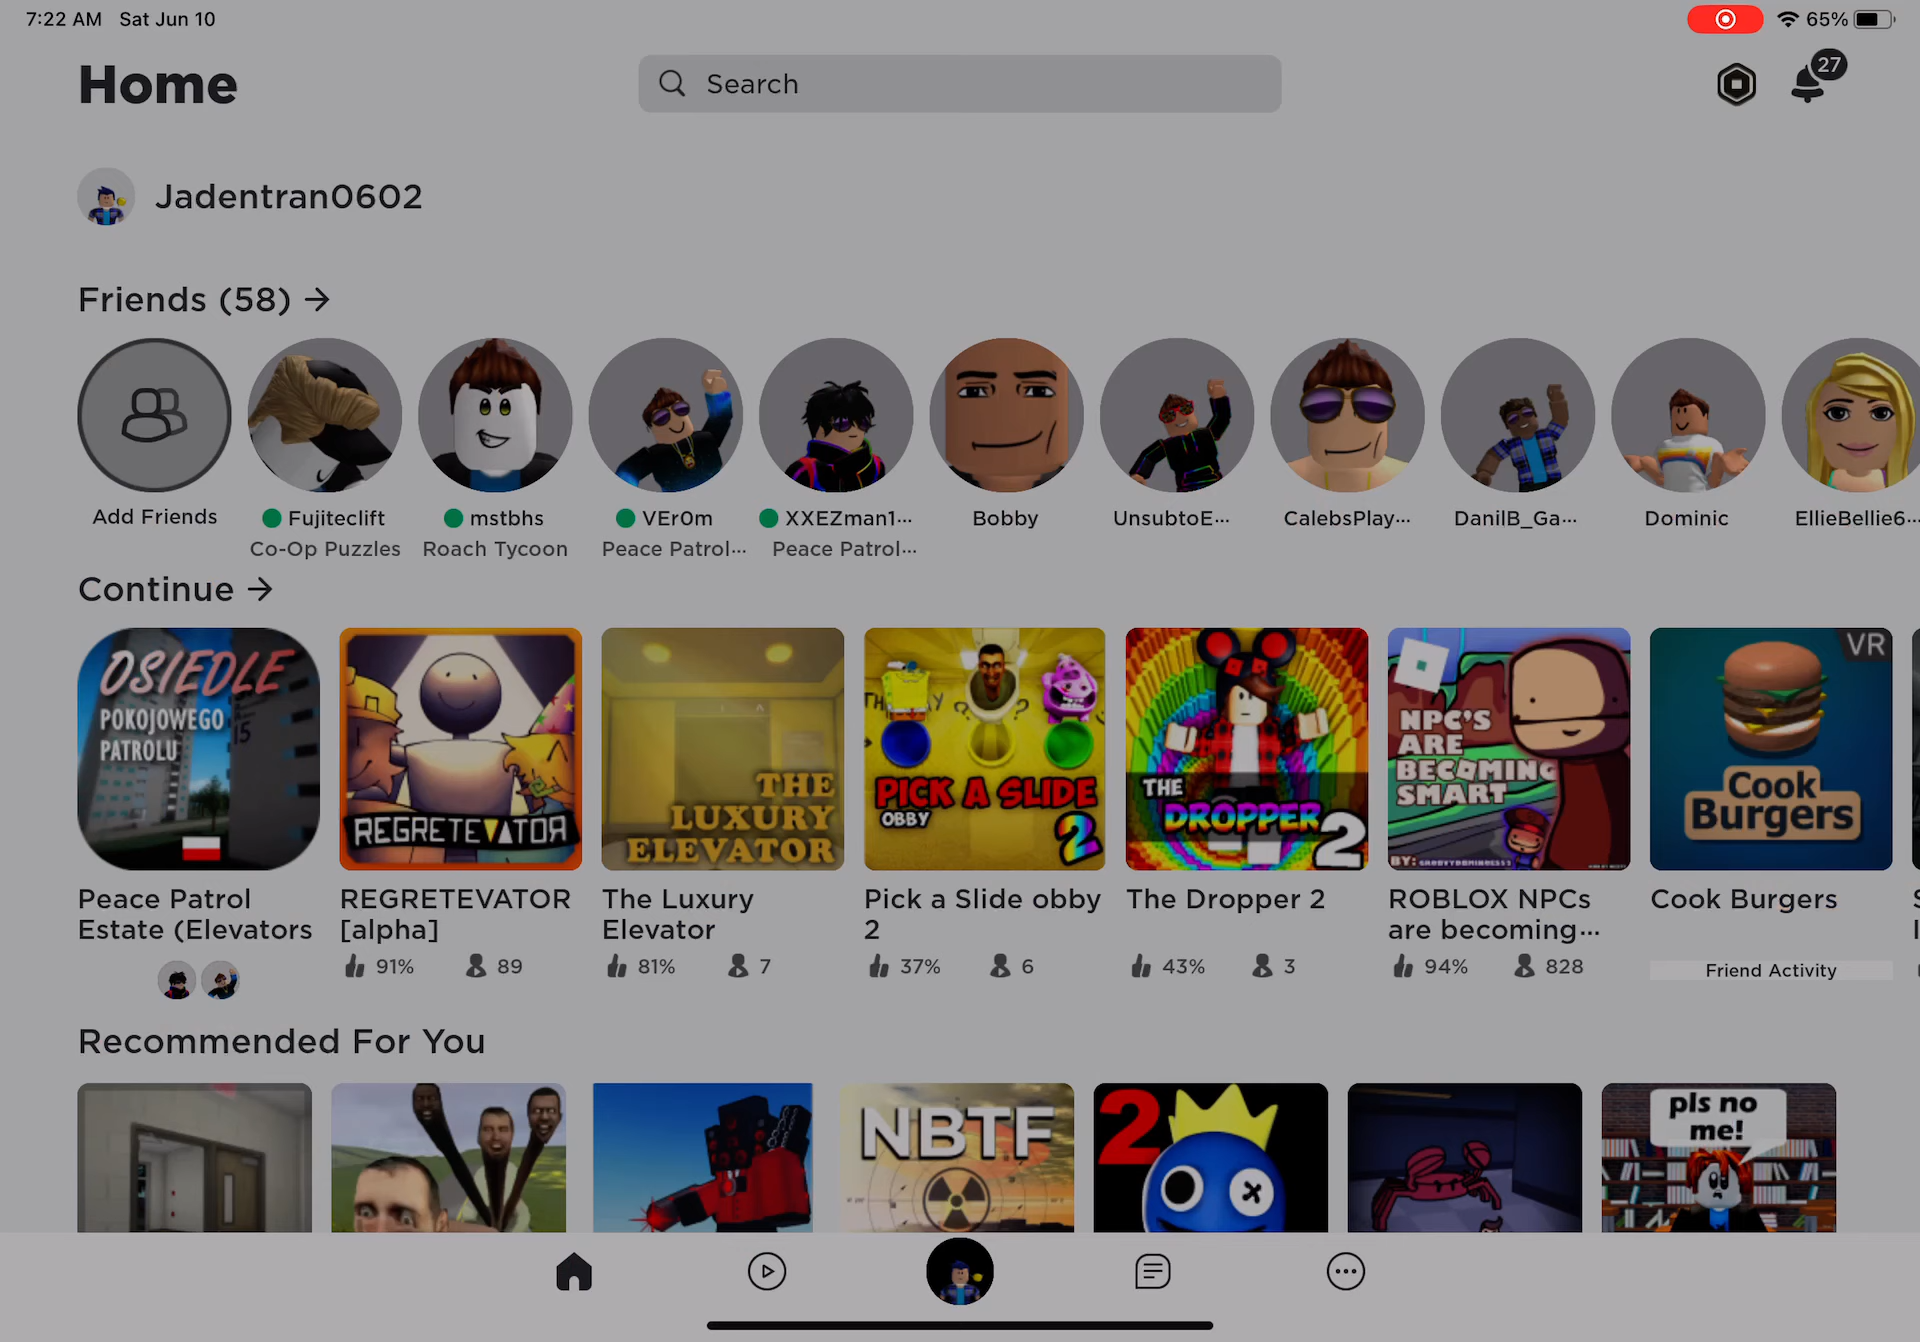 7:22 AM Sat Jun 10
65%
Home
Search
27
Jadentran0602
Friends (58)
Add Friends
Fujiteclift
Co-Op Puzzles
mstbhs
Roach Tycoon
VEr0m
Peace Patrol...
XXEZman1...
Peace Patrol...
Bobby
UnsubtoE...
CalebsPlay...
DanilB_Ga...
Dominic
EllieBellie6...
Continue
OSIEDLE
POKOJOWEGO
PATROLU
15
REGRETEVATOR
THE
LUXURY
ELEVATOR
PICK A SLIDE
OBBY
2
THE
DROPPER
2
NPC'S
ARE
BECOMING
SMART
VR
Cook
Burgers
Peace Patrol
Estate (Elevators
REGRETEVATOR
[alpha]
91% 89
The Luxury
Elevator
81% 7
Pick a Slide obby
2
37% 6
The Dropper 2
43% 3
ROBLOX NPCs
are becoming...
94% 828
Cook Burgers
Friend Activity
Recommended For You
NBTF
2
pls no
me!